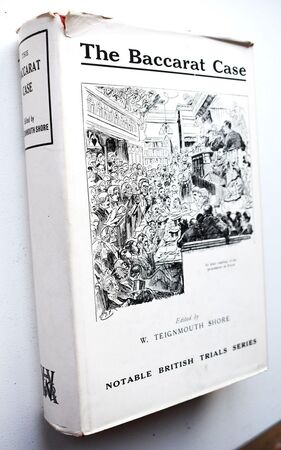 The Baccarat Case
Edited by
W. TEIGNMOUTH SHORE
NOTABLE BRITISH TRIALS SERIES
THE
BACCARAT
CASE
Edited by
TEIGNMOUTH SHORE